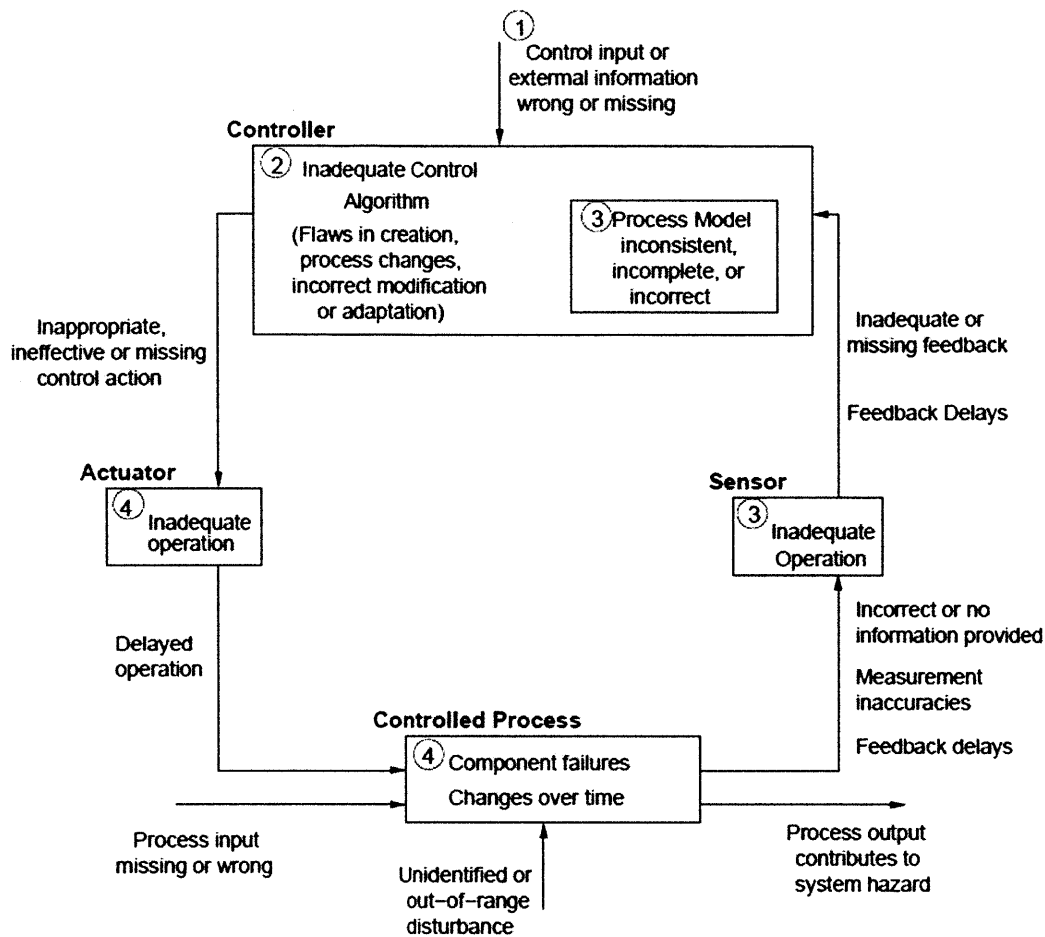 1
Control input or
external information
wrong or missing
Controller
2 Inadequate Control
Algorithm
(Flaws in creation,
process changes,
incorrect modification
or adaptation)
3 Process Model
inconsistent,
incomplete, or
incorrect
Inappropriate,
ineffective or missing
control action
Inadequate or
missing feedback
Feedback Delays
Actuator
4 Inadequate
operation
Sensor
3 Inadequate
Operation
Delayed
operation
Incorrect or no
information provided
Measurement
inaccuracies
Feedback delays
Controlled Process
4 Component failures
Changes over time
Process input
missing or wrong
Unidentified or
out-of-range
disturbance
Process output
contributes to
system hazard